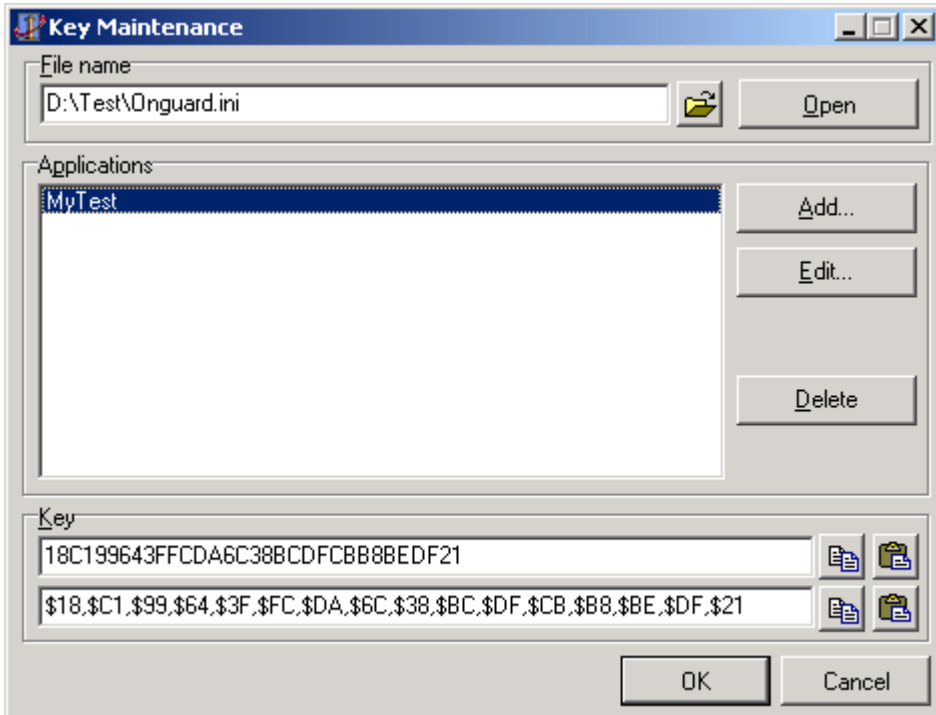 Key Maintenance
File name
D:\Test\Onguard.ini
Open
Applications
MyTest
Add...
Edit...
Delete
Key
18C199643FFCDA6C38BCDFCBB8BEDF21
$18,$C1,$99,$64,$3F,$FC,$DA,$6C,$38,$BC,$DF,$CB,$B8,$BE,$DF,$21
OK
Cancel